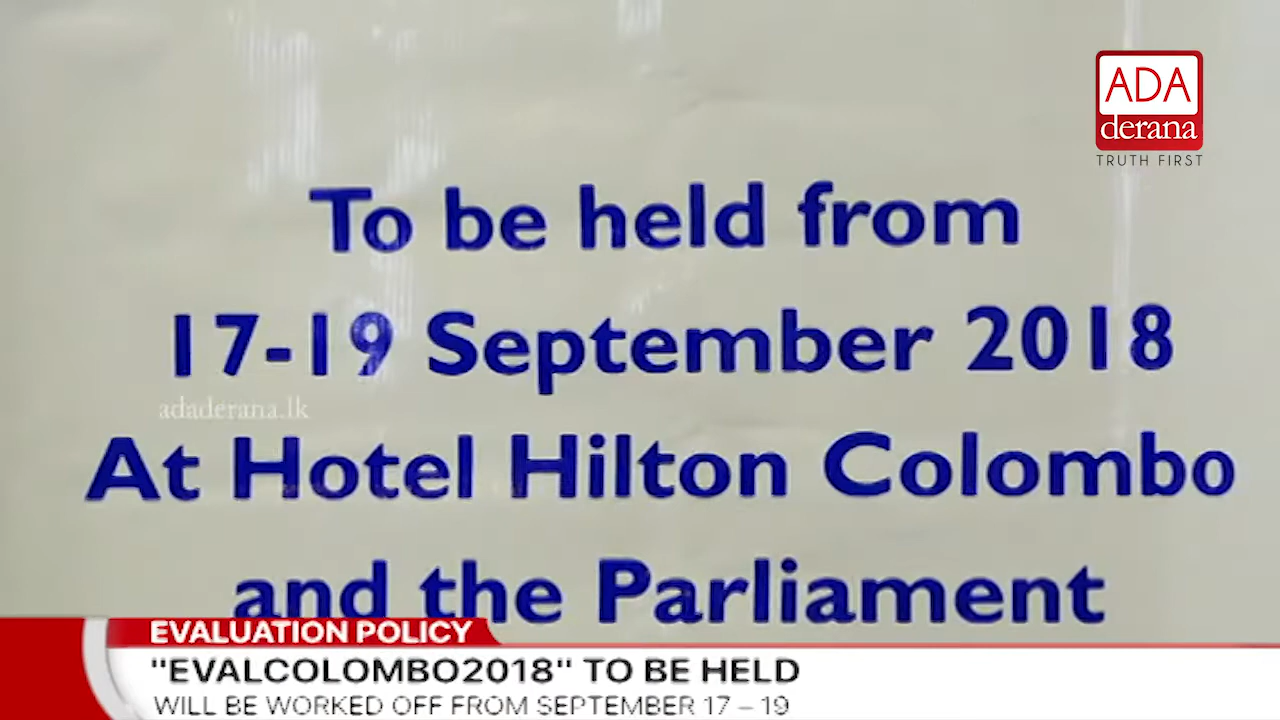 ADA
derana
TRUTH FIRST
To be held from
17-19 September 2018
adaderana.lk
At Hotel Hilton Colombo
and the Parliament
EVALUATION POLICY
"EVALCOLOMBO2018" TO BE HELD
WILL BE WORKED OFF FROM SEPTEMBER 17 – 19